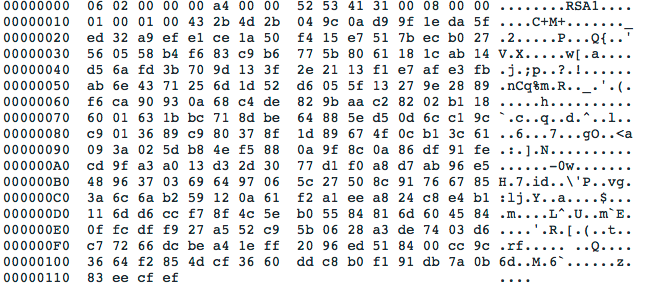 00000000  06 02 00 00 00 a4 00 00  52 53 41 31 00 08 00 00  ........RSA1....
00000010  01 00 01 00 43 2b 4d 2b  04 9c 0a d9 9f 1e da 5f  ....C+M+......._
00000020  ed 32 a9 ef e1 ce 1a 50  f4 15 e7 51 7b ec b0 27  .2.....P...Q{..'
00000030  56 05 58 b4 f6 83 c9 b6  77 5b 80 61 18 1c ab 14  V.X.....w[.a....
00000040  d5 6a fd 3b 70 9d 13 3f  2e 21 13 f1 e7 af e3 fb  .j.;p..?.!......
00000050  ab 6e 43 71 25 6d 1d 52  d6 05 5f 13 27 9e 28 89  .nCq%m.R.._.'.(.
00000060  f6 ca 90 93 0a 68 c4 de  82 9b aa c2 82 02 b1 18  .....h..........
00000070  60 01 63 1b bc 71 8d be  64 88 5e d5 0d 6c c1 9c  `.c..q..d.^..l..
00000080  c9 01 36 89 c9 80 37 8f  1d 89 67 4f 0c b1 3c 61  ..6...7...gO..<a
00000090  09 3a 02 5d b8 4e f5 88  0a 9f 8c 0a 86 df 91 fe  .:.].N..........
000000A0  cd 9f a3 a0 13 d3 2d 30  77 d1 f0 a8 d7 ab 96 e5  ......-0w.......
000000B0  48 96 37 03 69 64 97 06  5c 27 50 8c 91 76 67 85  H.7.id..\'P..vg.
000000C0  3a 6c 6a b2 59 12 0a 61  f2 a1 ee a8 24 c8 e4 b1  :lj.Y..a....$...
000000D0  11 6d d6 cc f7 8f 4c 5e  b0 55 84 81 6d 60 45 84  .m....L^.U..m`E.
000000E0  0f fc df f9 27 a5 52 c9  5b 06 28 a3 de 74 03 d6  ....'.R.[.(..t..
000000F0  c7 72 66 dc be a4 1e ff  20 96 ed 51 84 00 cc 9c  .rf..... ..Q....
00000100  36 64 f2 85 4d cf 36 60  dd c8 b0 f1 91 db 7a 0b  6d..M.6`......z.
00000110  83 ee cf ef  ....